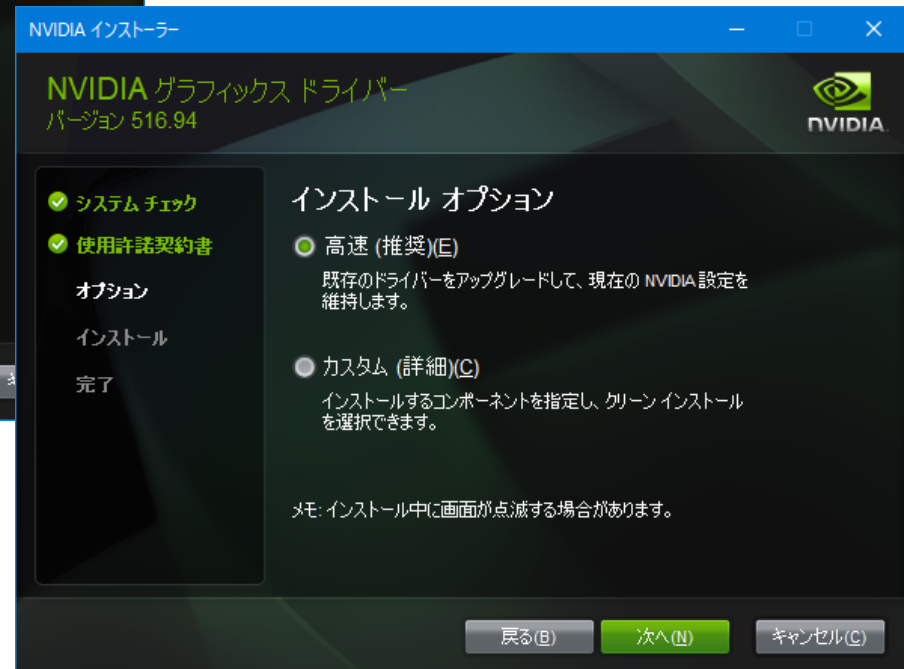 NVIDIA インストーラー
NVIDIA グラフィックス ドライバー
バージョン 516.94
NVIDIA.
システム チェック
使用許諾契約書
オプション
インストール
完了
インストール オプション
高速 (推奨)(E)
既存のドライバーをアップグレードして、現在の NVIDIA 設定を
維持します。
カスタム (詳細)(C)
インストールするコンポーネントを指定し、クリーン インストール
を選択できます。
メモ: インストール中に画面が点滅する場合があります。
戻る(B)
次へ(N)
キャンセル(C)